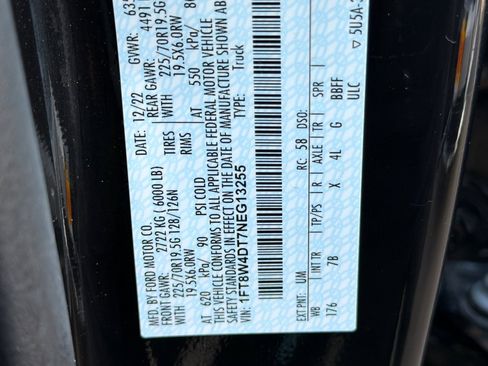 MFD. BY FORD MOTOR CO.
DATE: 12/22
GVWR: 635
FRONT GAWR: 2722 KG (6000 LB)
REAR GAWR: 4491
225/70R19.5G 128/126N TIRES 225/70R19.5G
19.5X6.0RW RIMS 19.5X6.0RW
AT 620 kPa/ 90 PSI COLD AT 550 kPa/ 80
THIS VEHICLE CONFORMS TO ALL APPLICABLE FEDERAL MOTOR VEHICLE
SAFETY STANDARDS IN EFFECT ON THE DATE OF MANUFACTURE SHOWN AB
VIN: 1FT8W4DT7NEG13255
TYPE: Truck
EXT PNT: UM RC: 58 DSO:
WB INT TR TP/PS R AXLE TR SPR
176 7B X 4L G BBFF
ULC
5U5A-